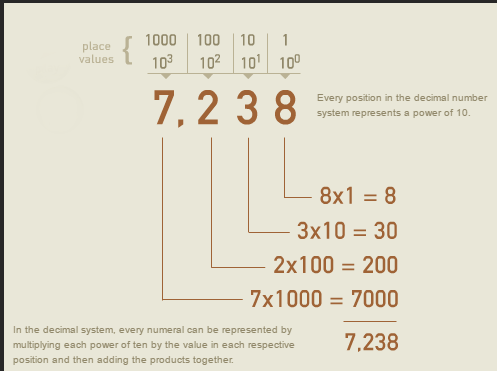 place
values
{
1000 100 10 1
10³ 10² 10¹ 10⁰
7,238
Every position in the decimal number
system represents a power of 10.
8x1 = 8
3x10 = 30
2x100 = 200
7x1000 = 7000
7,238
In the decimal system, every numeral can be represented by
multiplying each power of ten by the value in each respective
position and then adding the products together.